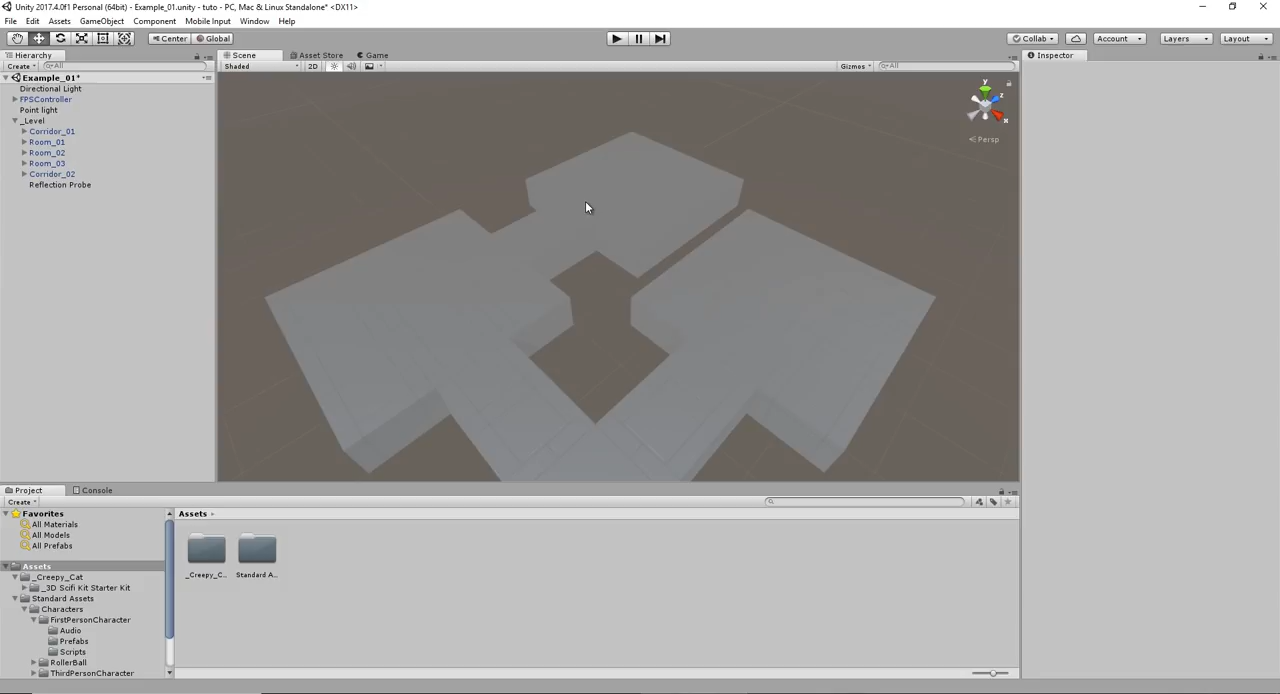 Unity 2017.4.0f1 Personal (64bit) - Example_01.unity - tuto - PC, Mac & Linux Standalone* <DX11>
File Edit Assets GameObject Component Mobile Input Window Help
Center Global Collab Account Layers Layout
Hierarchy
Create All
Example_01*
Directional Light
FPSController
Point light
_Level
Corridor_01
Room_01
Room_02
Room_03
Corridor_02
Reflection Probe
Scene Asset Store Game
Shaded 2D Gizmos All
y
z
x
Persp
Inspector
Project Console
Create
Favorites
All Materials
All Models
All Prefabs
Assets
_Creepy_Cat
_3D Scifi Kit Starter Kit
Standard Assets
Characters
FirstPersonCharacter
Audio
Prefabs
Scripts
RollerBall
ThirdPersonCharacter
Assets
_Creepy_C... Standard A...